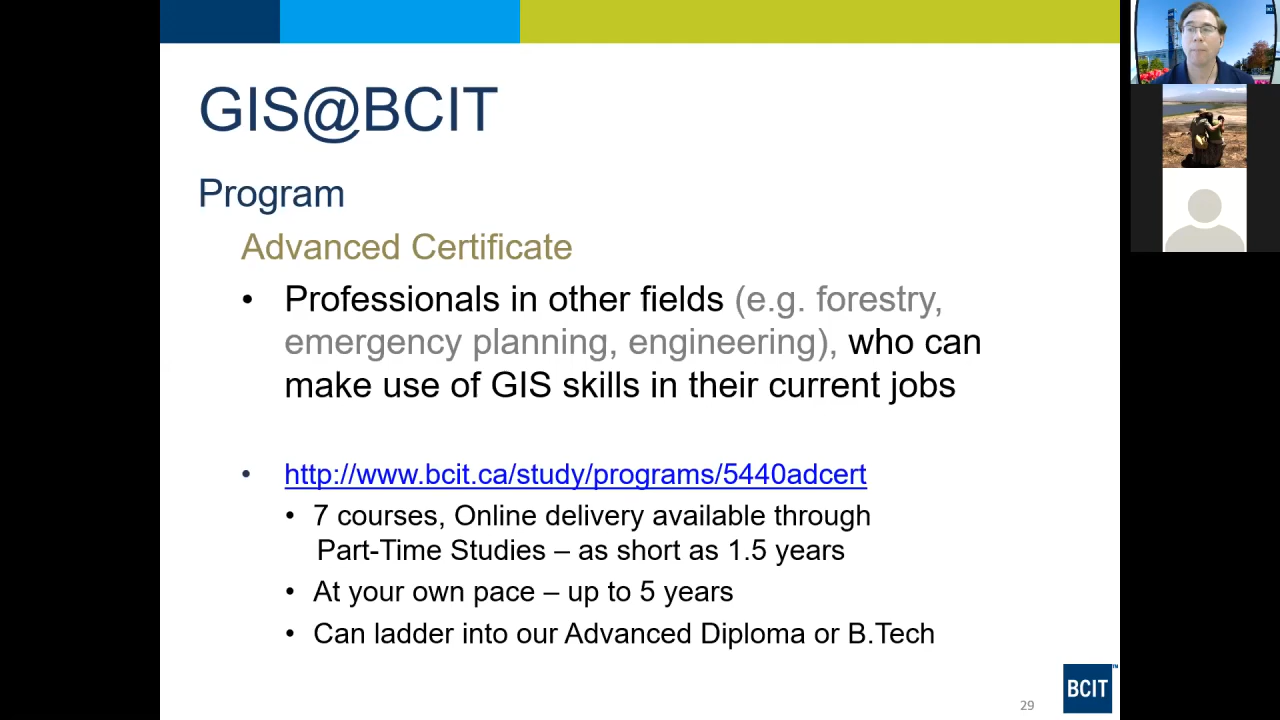 GIS@BCIT
Program
Advanced Certificate
• Professionals in other fields (e.g. forestry,
emergency planning, engineering), who can
make use of GIS skills in their current jobs
• http://www.bcit.ca/study/programs/5440adcert
• 7 courses, Online delivery available through
Part-Time Studies – as short as 1.5 years
• At your own pace – up to 5 years
• Can ladder into our Advanced Diploma or B.Tech
29
BCIT™
BCIT